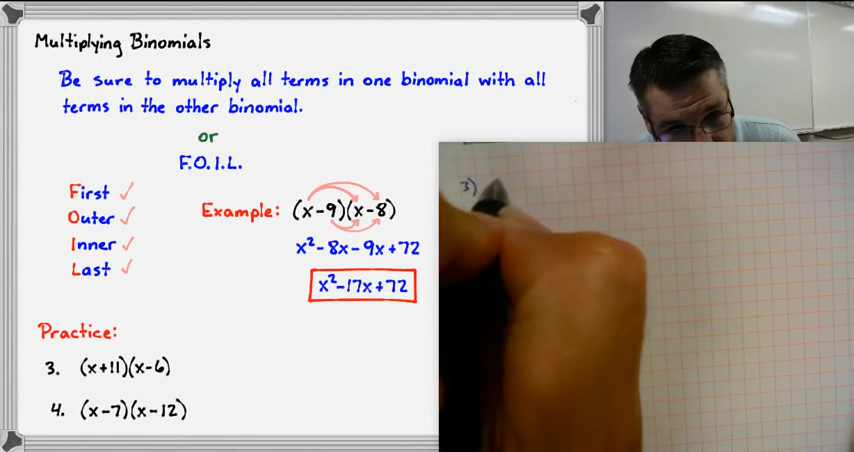 Multiplying Binomials
Be sure to multiply all terms in one binomial with all
terms in the other binomial.
or
F.O.I.L.
First ✓
Outer ✓
Inner ✓
Last ✓
Example: (x-9)(x-8)
x²-8x-9x+72
x²-17x+72
Practice:
3. (x+11)(x-6)
4. (x-7)(x-12)
3)